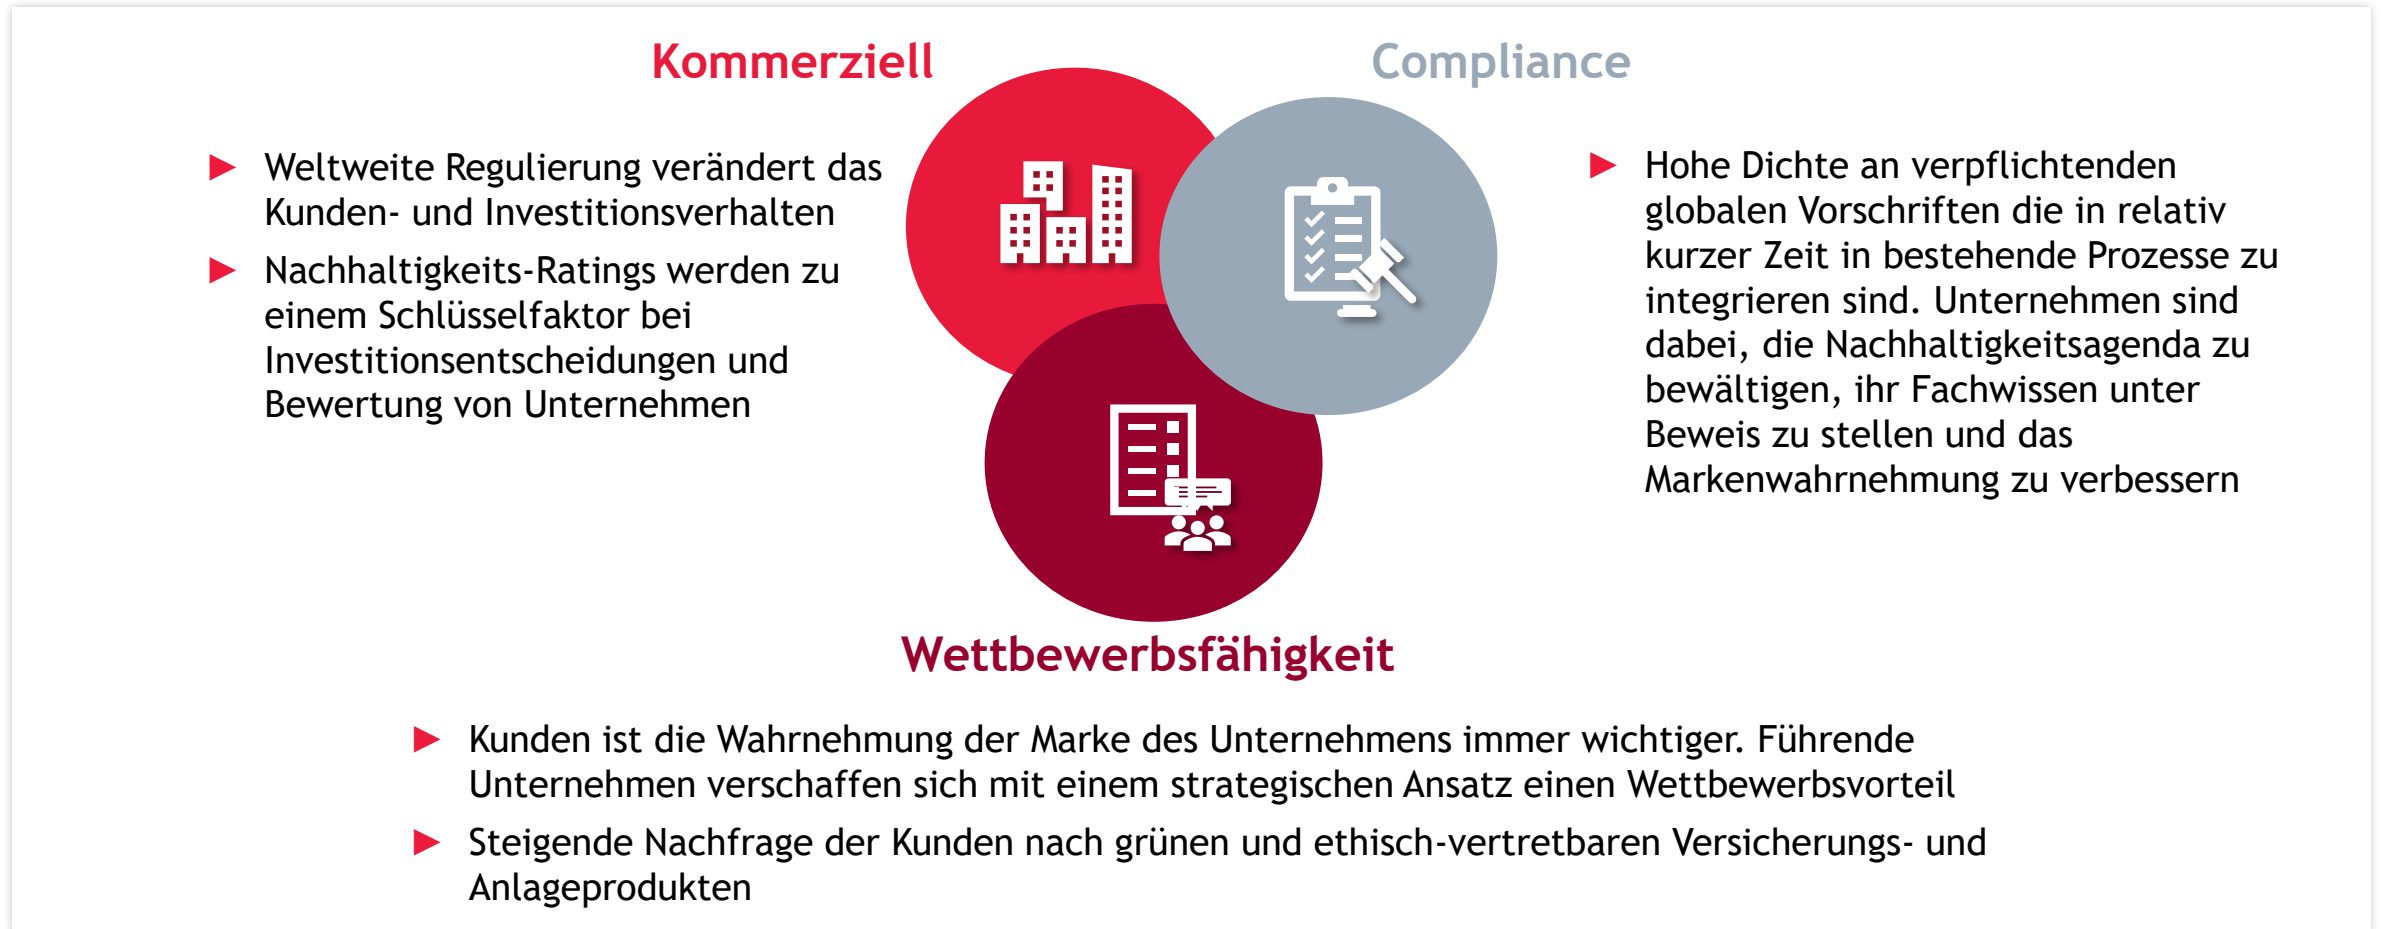 Kommerziell
Weltweite Regulierung verändert das
Kunden- und Investitionsverhalten
Nachhaltigkeits-Ratings werden zu
einem Schlüsselfaktor bei
Investitionsentscheidungen und
Bewertung von Unternehmen
Compliance
Hohe Dichte an verpflichtenden
globalen Vorschriften die in relativ
kurzer Zeit in bestehende Prozesse zu
integrieren sind. Unternehmen sind
dabei, die Nachhaltigkeitsagenda zu
bewältigen, ihr Fachwissen unter
Beweis zu stellen und das
Markenwahrnehmung zu verbessern
Wettbewerbsfähigkeit
Kunden ist die Wahrnehmung der Marke des Unternehmens immer wichtiger. Führende
Unternehmen verschaffen sich mit einem strategischen Ansatz einen Wettbewerbsvorteil
Steigende Nachfrage der Kunden nach grünen und ethisch-vertretbaren Versicherungs- und
Anlageprodukten